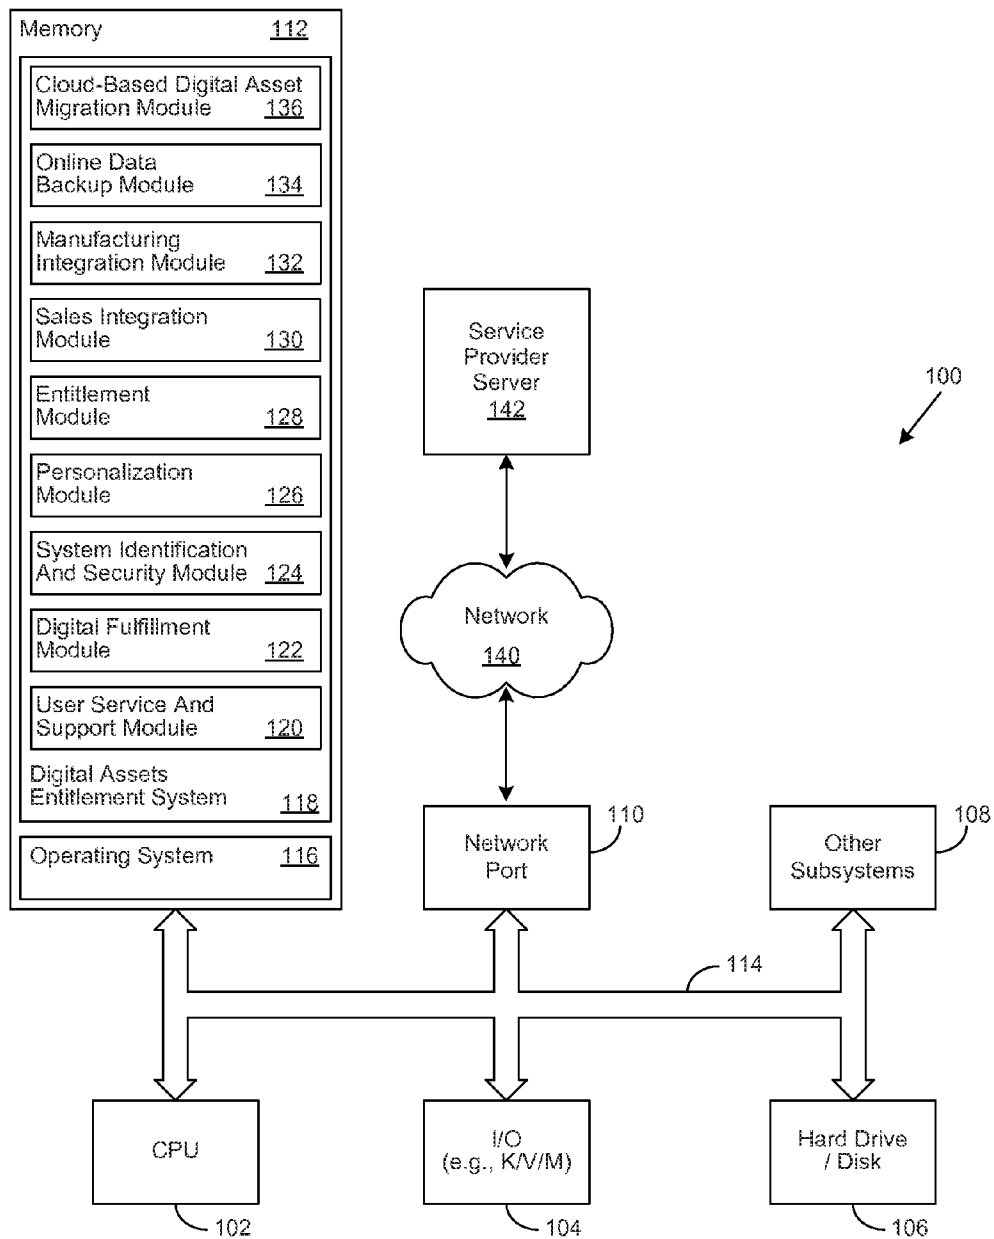 Memory 112
Cloud-Based Digital Asset
Migration Module 136
Online Data
Backup Module 134
Manufacturing
Integration Module 132
Sales Integration
Module 130
Entitlement
Module 128
Personalization
Module 126
System Identification
And Security Module 124
Digital Fulfillment
Module 122
User Service And
Support Module 120
Digital Assets
Entitlement System 118
Operating System 116
Service
Provider
Server
142
100
Network
140
Network
Port
110
Other
Subsystems
108
114
CPU
102
I/O
(e.g., K/V/M)
104
Hard Drive
/ Disk
106